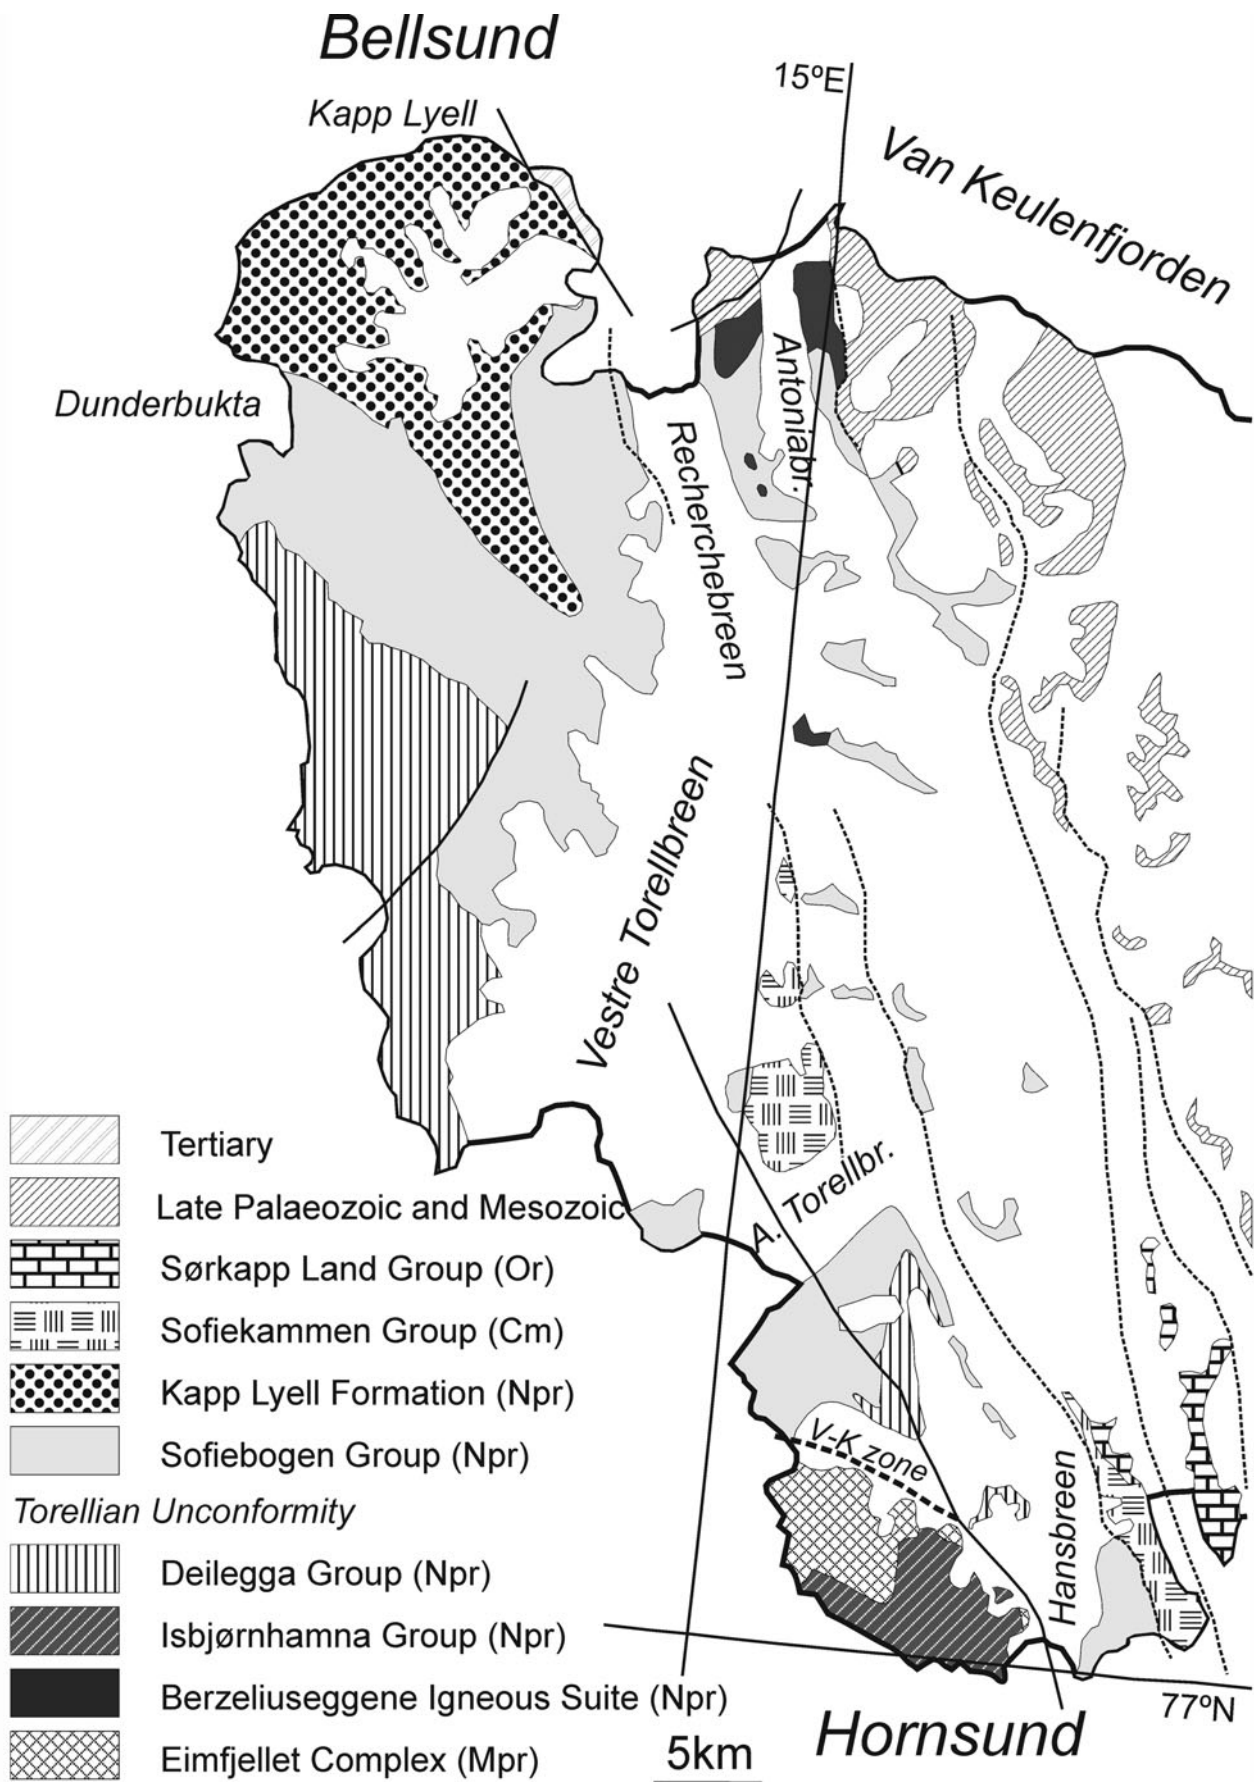 Bellsund
15ºE
Kapp Lyell
Van Keulenfjorden
Dunderbukta
Antoniabr.
Recherchebreen
Vestre Torellbreen
A. Torellbr.
V-K zone
Hansbreen
Tertiary
Late Palaeozoic and Mesozoic
Sørkapp Land Group (Or)
Sofiekammen Group (Cm)
Kapp Lyell Formation (Npr)
Sofiebogen Group (Npr)
Torellian Unconformity
Deilegga Group (Npr)
Isbjørnhamna Group (Npr)
Berzeliuseggene Igneous Suite (Npr)
Eimfjellet Complex (Mpr)
77ºN
Hornsund
5km